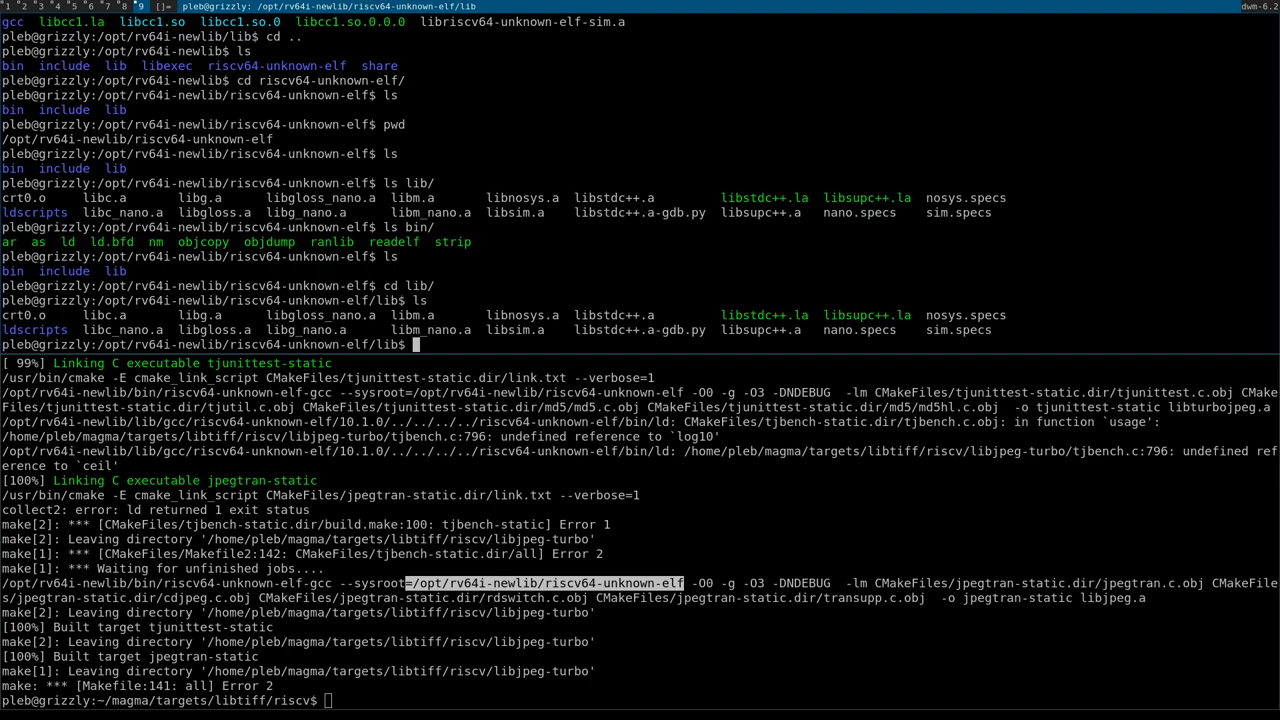 1 2 3 4 5 6 7 8 9 []= pleb@grizzly: /opt/rv64i-newlib/riscv64-unknown-elf/lib dwm-6.2
gcc libcc1.la libcc1.so libcc1.so.0 libcc1.so.0.0.0 libriscv64-unknown-elf-sim.a
pleb@grizzly:/opt/rv64i-newlib/lib$ cd ..
pleb@grizzly:/opt/rv64i-newlib$ ls
bin include lib libexec riscv64-unknown-elf share
pleb@grizzly:/opt/rv64i-newlib$ cd riscv64-unknown-elf/
pleb@grizzly:/opt/rv64i-newlib/riscv64-unknown-elf$ ls
bin include lib
pleb@grizzly:/opt/rv64i-newlib/riscv64-unknown-elf$ pwd
/opt/rv64i-newlib/riscv64-unknown-elf
pleb@grizzly:/opt/rv64i-newlib/riscv64-unknown-elf$ ls
bin include lib
pleb@grizzly:/opt/rv64i-newlib/riscv64-unknown-elf$ ls lib/
crt0.o libc.a libg.a libgloss_nano.a libm.a libnosys.a libstdc++.a libstdc++.la libsupc++.la nosys.specs
ldscripts libc_nano.a libgloss.a libg_nano.a libm_nano.a libsim.a libstdc++.a-gdb.py libsupc++.a nano.specs sim.specs
pleb@grizzly:/opt/rv64i-newlib/riscv64-unknown-elf$ ls bin/
ar as ld ld.bfd nm objcopy objdump ranlib readelf strip
pleb@grizzly:/opt/rv64i-newlib/riscv64-unknown-elf$ ls
bin include lib
pleb@grizzly:/opt/rv64i-newlib/riscv64-unknown-elf$ cd lib/
pleb@grizzly:/opt/rv64i-newlib/riscv64-unknown-elf/lib$ ls
crt0.o libc.a libg.a libgloss_nano.a libm.a libnosys.a libstdc++.a libstdc++.la libsupc++.la nosys.specs
ldscripts libc_nano.a libgloss.a libg_nano.a libm_nano.a libsim.a libstdc++.a-gdb.py libsupc++.a nano.specs sim.specs
pleb@grizzly:/opt/rv64i-newlib/riscv64-unknown-elf/lib$
[ 99%] Linking C executable tjunittest-static
/usr/bin/cmake -E cmake_link_script CMakeFiles/tjunittest-static.dir/link.txt --verbose=1
/opt/rv64i-newlib/bin/riscv64-unknown-elf-gcc --sysroot=/opt/rv64i-newlib/riscv64-unknown-elf -O0 -g -O3 -DNDEBUG -lm CMakeFiles/tjunittest-static.dir/tjunittest.c.obj CMake
Files/tjunittest-static.dir/tjutil.c.obj CMakeFiles/tjunittest-static.dir/md5/md5.c.obj CMakeFiles/tjunittest-static.dir/md5/md5hl.c.obj -o tjunittest-static libturbojpeg.a
/opt/rv64i-newlib/lib/gcc/riscv64-unknown-elf/10.1.0/../../../../riscv64-unknown-elf/bin/ld: CMakeFiles/tjbench-static.dir/tjbench.c.obj: in function `usage':
/home/pleb/magma/targets/libtiff/riscv/libjpeg-turbo/tjbench.c:796: undefined reference to `log10'
/opt/rv64i-newlib/lib/gcc/riscv64-unknown-elf/10.1.0/../../../../riscv64-unknown-elf/bin/ld: /home/pleb/magma/targets/libtiff/riscv/libjpeg-turbo/tjbench.c:796: undefined ref
erence to `ceil'
[100%] Linking C executable jpegtran-static
/usr/bin/cmake -E cmake_link_script CMakeFiles/jpegtran-static.dir/link.txt --verbose=1
collect2: error: ld returned 1 exit status
make[2]: *** [CMakeFiles/tjbench-static.dir/build.make:100: tjbench-static] Error 1
make[2]: Leaving directory '/home/pleb/magma/targets/libtiff/riscv/libjpeg-turbo'
make[1]: *** [CMakeFiles/Makefile2:142: CMakeFiles/tjbench-static.dir/all] Error 2
make[1]: *** Waiting for unfinished jobs....
/opt/rv64i-newlib/bin/riscv64-unknown-elf-gcc --sysroot=/opt/rv64i-newlib/riscv64-unknown-elf -O0 -g -O3 -DNDEBUG -lm CMakeFiles/jpegtran-static.dir/jpegtran.c.obj CMakeFile
s/jpegtran-static.dir/cdjpeg.c.obj CMakeFiles/jpegtran-static.dir/rdswitch.c.obj CMakeFiles/jpegtran-static.dir/transupp.c.obj -o jpegtran-static libjpeg.a
make[2]: Leaving directory '/home/pleb/magma/targets/libtiff/riscv/libjpeg-turbo'
[100%] Built target tjunittest-static
make[2]: Leaving directory '/home/pleb/magma/targets/libtiff/riscv/libjpeg-turbo'
[100%] Built target jpegtran-static
make[1]: Leaving directory '/home/pleb/magma/targets/libtiff/riscv/libjpeg-turbo'
make: *** [Makefile:141: all] Error 2
pleb@grizzly:~/magma/targets/libtiff/riscv$